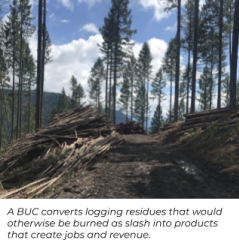 A BUC converts logging residues that would
otherwise be burned as slash into products
that create jobs and revenue.